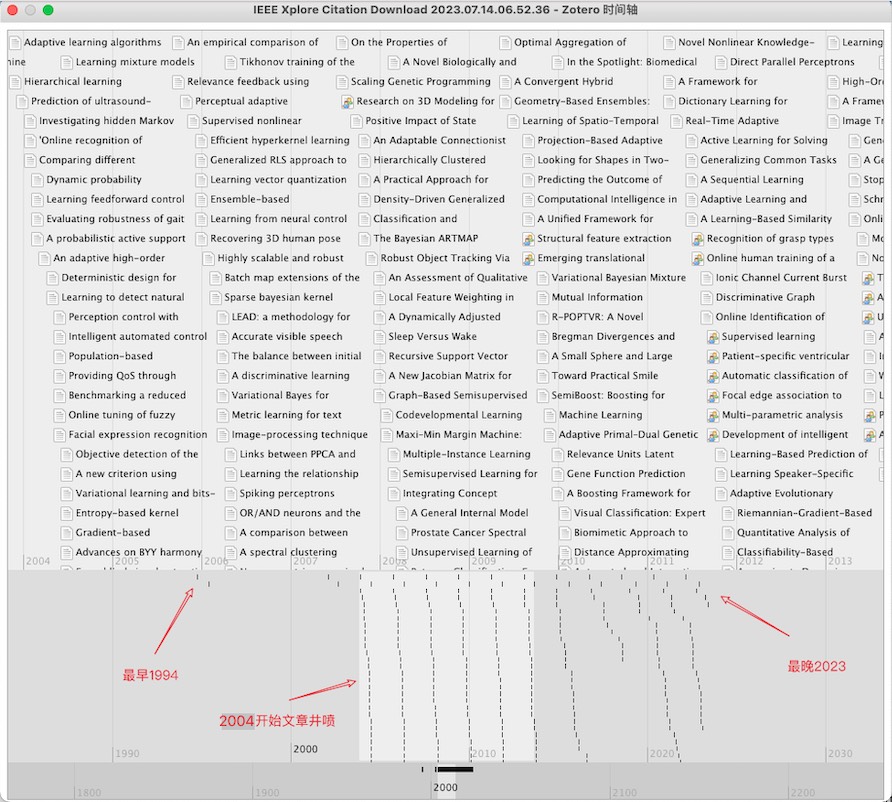 IEEE Xplore Citation Download 2023.07.14.06.52.36 - Zotero 时间轴
Adaptive learning algorithms An empirical comparison of On the Properties of Optimal Aggregation of Novel Nonlinear Knowledge- Learning
nine Learning mixture models Tikhonov training of the A Novel Biologically and In the Spotlight: Biomedical Direct Parallel Perceptrons
Hierarchical learning Relevance feedback using Scaling Genetic Programming A Convergent Hybrid A Framework for High-Or
Prediction of ultrasound- Perceptual adaptive Research on 3D Modeling for Geometry-Based Ensembles: Dictionary Learning for A Framew
Investigating hidden Markov Supervised nonlinear Positive Impact of State Learning of Spatio-Temporal Real-Time Adaptive Image Tr
'Online recognition of Efficient hyperkernel learning An Adaptable Connectionist Projection-Based Adaptive Active Learning for Solving Gen
Comparing different Generalized RLS approach to Hierarchically Clustered Looking for Shapes in Two- Generalizing Common Tasks A Se
Dynamic probability Learning vector quantization A Practical Approach for Predicting the Outcome of A Sequential Learning Stop
Learning feedforward control Ensemble-based Density-Driven Generalized Computational Intelligence in Adaptive Learning and Schr
Evaluating robustness of gait Learning from neural control Classification and A Unified Framework for A Learning-Based Similarity Onli
A probabilistic active support Recovering 3D human pose The Bayesian ARTMAP Structural feature extraction Recognition of grasp types Mo
An adaptive high-order Highly scalable and robust Robust Object Tracking Via Emerging translational Online human training of a No
Deterministic design for Batch map extensions of the An Assessment of Qualitative Variational Bayesian Mixture Ionic Channel Current Burst A
Learning to detect natural Sparse bayesian kernel Local Feature Weighting in Mutual Information Discriminative Graph T
Perception control with LEAD: a methodology for A Dynamically Adjusted R-POPTVR: A Novel Online Identification of U
Intelligent automated control Accurate visible speech Sleep Versus Wake Bregman Divergences and Supervised learning A
Population-based The balance between initial Recursive Support Vector A Small Sphere and Large Patient-specific ventricular A
Providing QoS through A discriminative learning A New Jacobian Matrix for Toward Practical Smile Automatic classification of W
Benchmarking a reduced Variational Bayes for Graph-Based Semisupervised SemiBoost: Boosting for Focal edge association to L
Online tuning of fuzzy Metric learning for text Codevelopmental Learning Machine Learning Multi-parametric analysis P
Facial expression recognition Image-processing technique Maxi-Min Margin Machine: Adaptive Primal-Dual Genetic Development of intelligent A
Objective detection of the Links between PPCA and Multiple-Instance Learning Relevance Units Latent Learning-Based Prediction of
A new criterion using Learning the relationship Semisupervised Learning for Gene Function Prediction Learning Speaker-Specific
Variational learning and bits- Spiking perceptrons Integrating Concept A Boosting Framework for Adaptive Evolutionary
Entropy-based kernel OR/AND neurons and the A General Internal Model Visual Classification: Expert Riemannian-Gradient-Based
Gradient-based A comparison between Prostate Cancer Spectral Biomimetic Approach to Quantitative Analysis of
Advances on BYY harmony A spectral clustering Unsupervised Learning of Distance Approximating Classifiability-Based
2004 2005 2006 2007 2008 2009 2010 2012 2013
最早1994
最晚2023
2004开始文章井喷
1990 2000 2010 2020 2030
1800 1900 2000 2100 2200